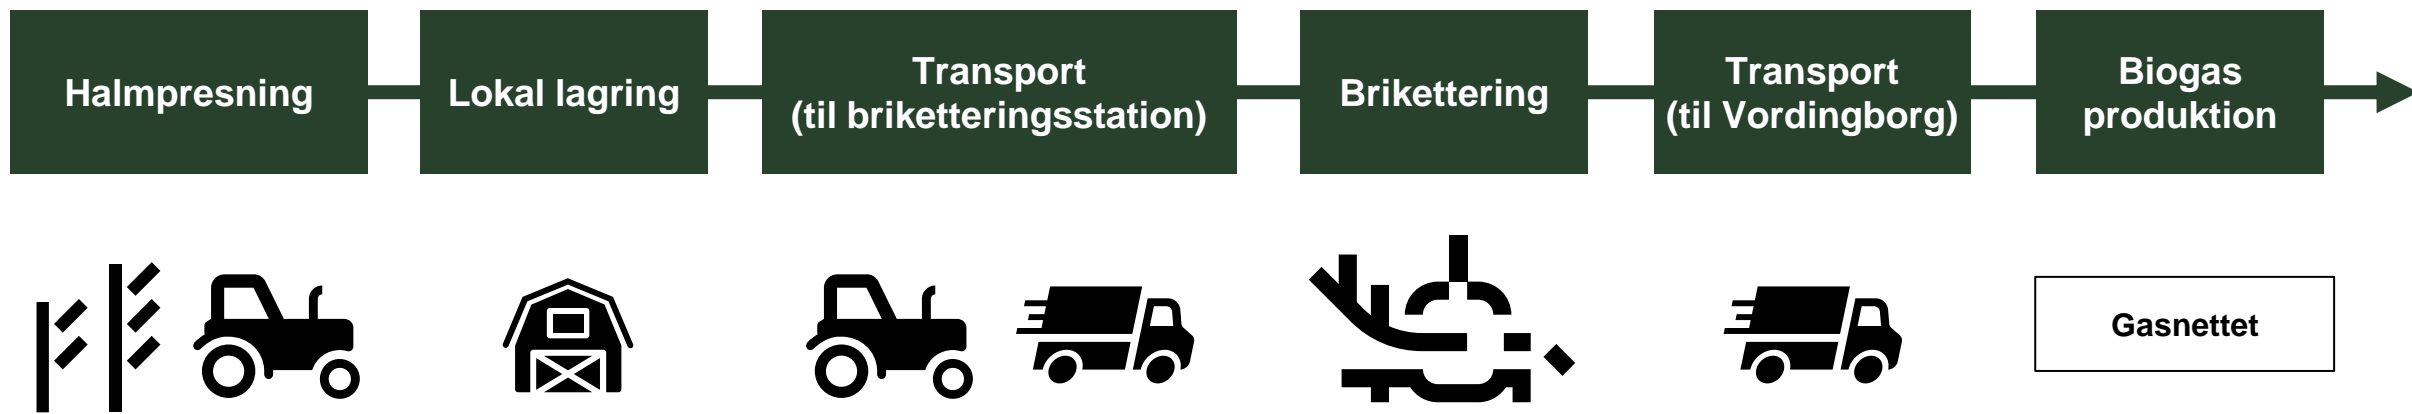 Halmpresning
Lokal lagring
Transport
(til briketteringsstation)
Brikettering
Transport
(til Vordingborg)
Biogas
produktion
Gasnettet